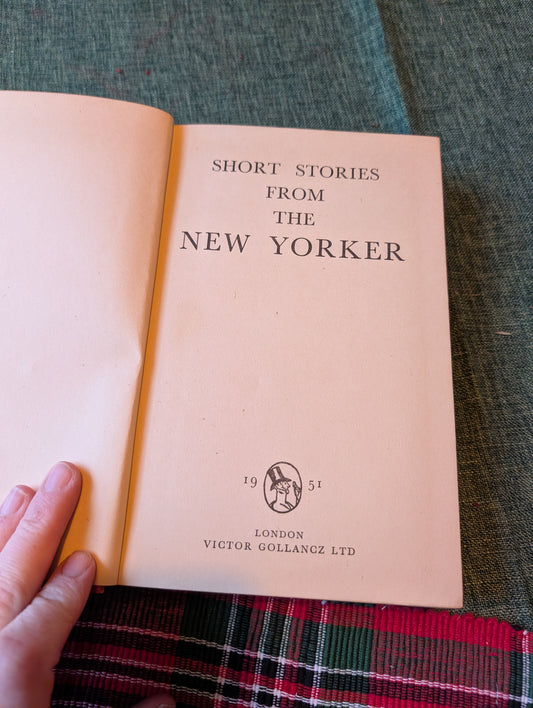 SHORT STORIES
FROM
THE
NEW YORKER
19 51
LONDON
VICTOR GOLLANCZ LTD